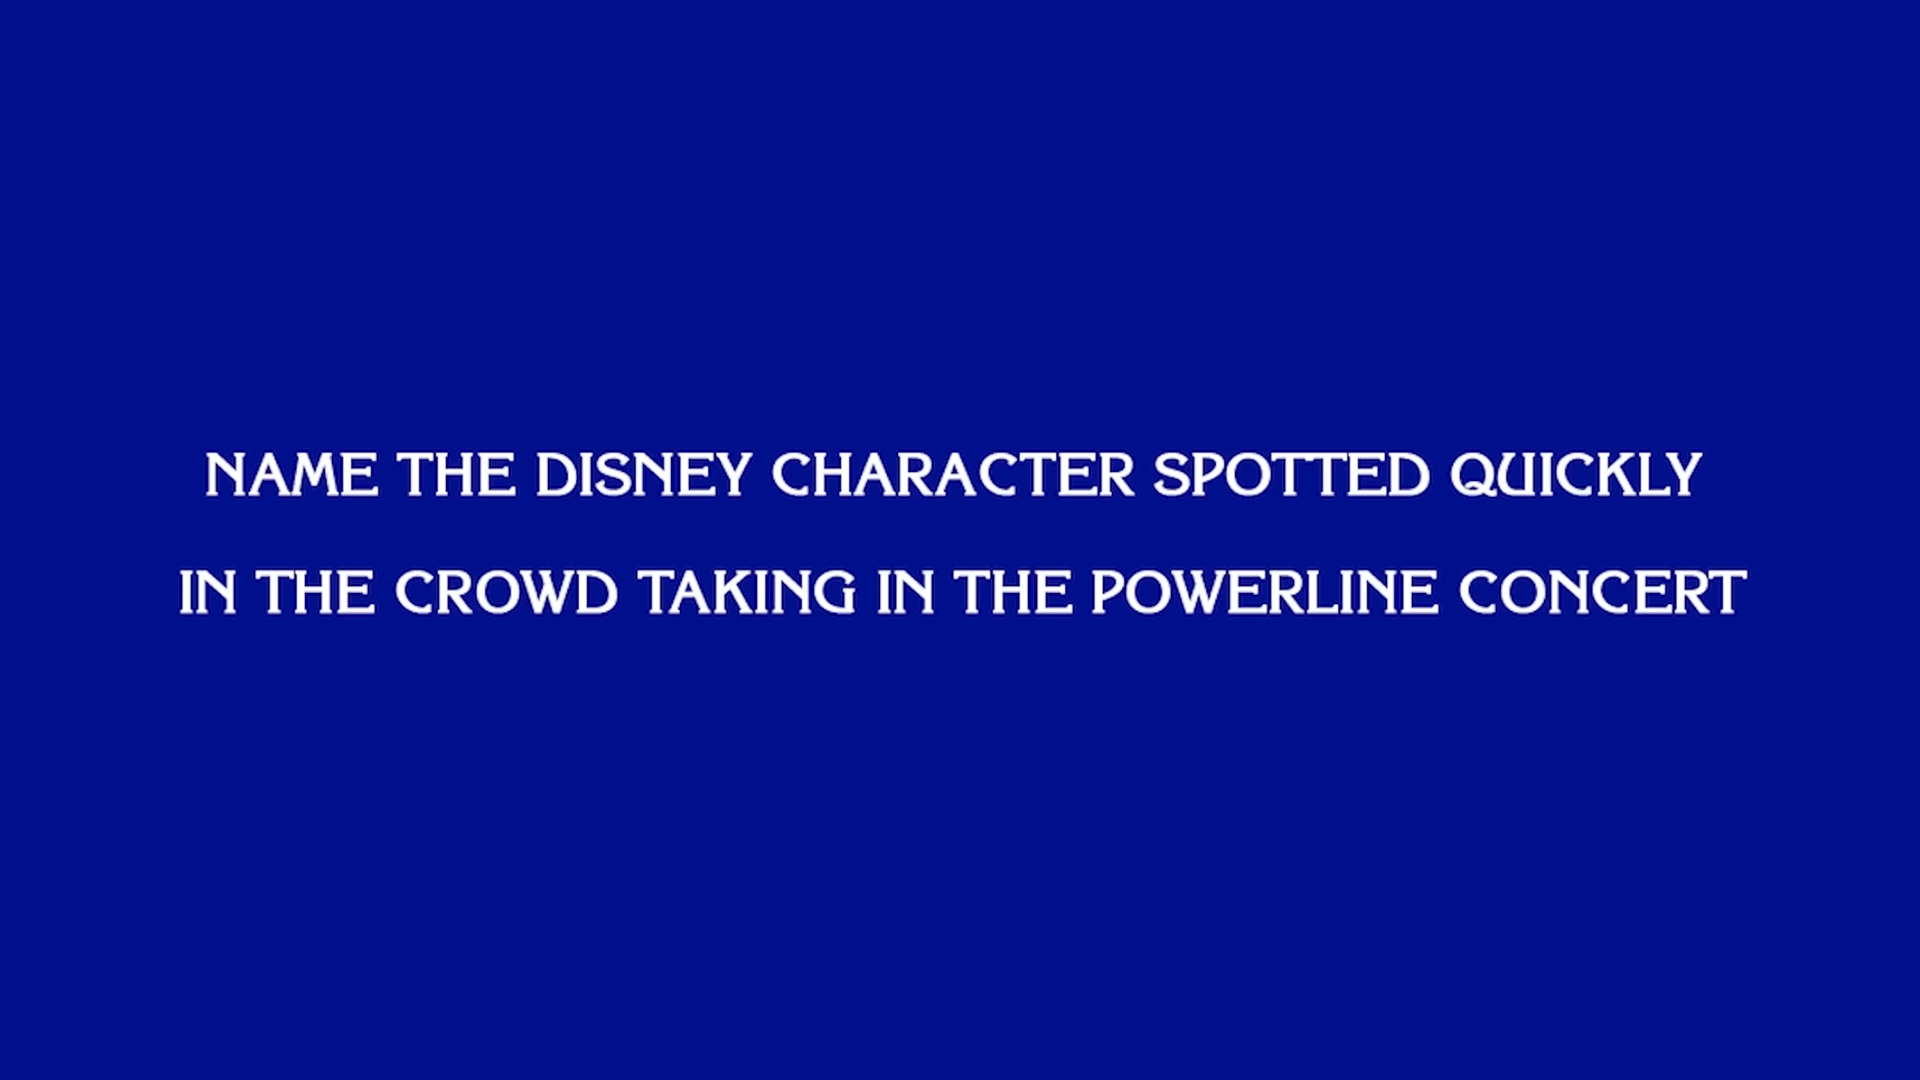 NAME THE DISNEY CHARACTER SPOTTED QUICKLY
IN THE CROWD TAKING IN THE POWERLINE CONCERT